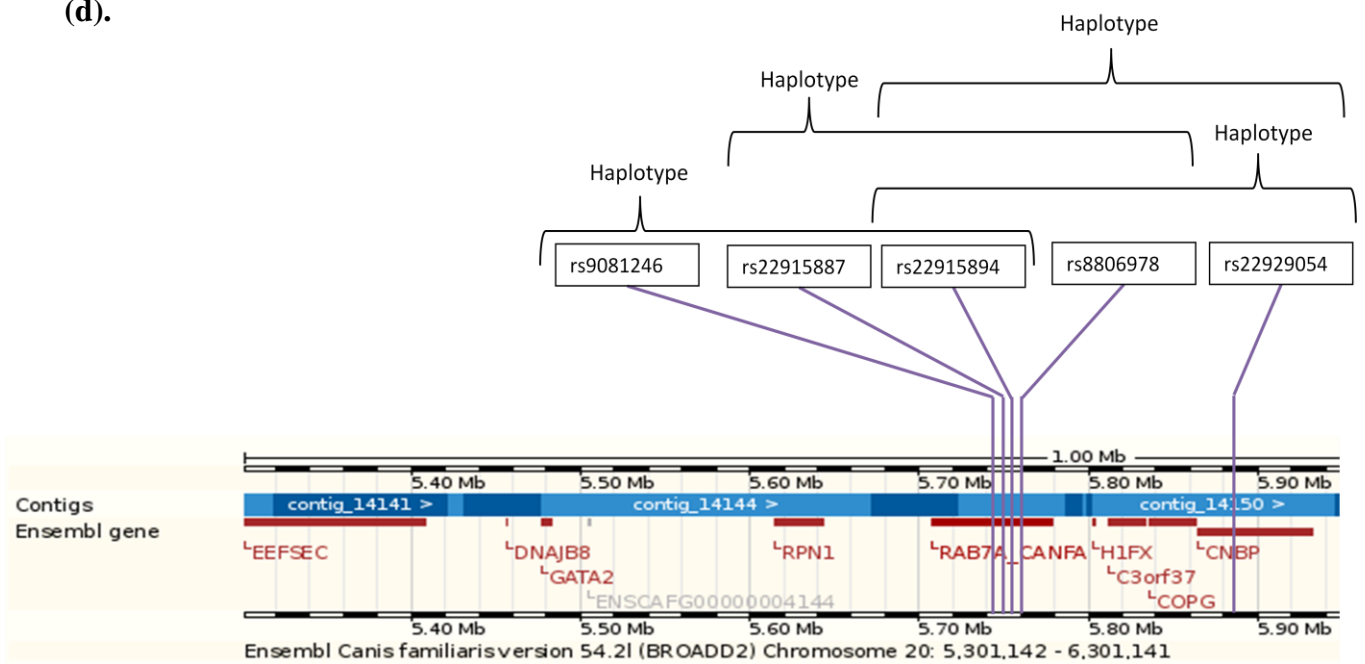 (d).
Haplotype
Haplotype
Haplotype
Haplotype
rs9081246 rs22915887 rs22915894 rs8806978 rs22929054
1.00 Mb
5.40 Mb 5.50 Mb 5.60 Mb 5.70 Mb 5.80 Mb 5.90 Mb
Contigs contig_14141 > contig_14144 > contig_14150 >
Ensembl gene
EEFSEC DNAJB8 RPN1 RAB7A_CANFA H1FX CNBP
GATA2 C3orf37
ENSCAFG00000004144 COPG
5.40 Mb 5.50 Mb 5.60 Mb 5.70 Mb 5.80 Mb 5.90 Mb
Ensembl Canis familiaris version 54.2l (BROADD2) Chromosome 20: 5,301,142 - 6,301,141